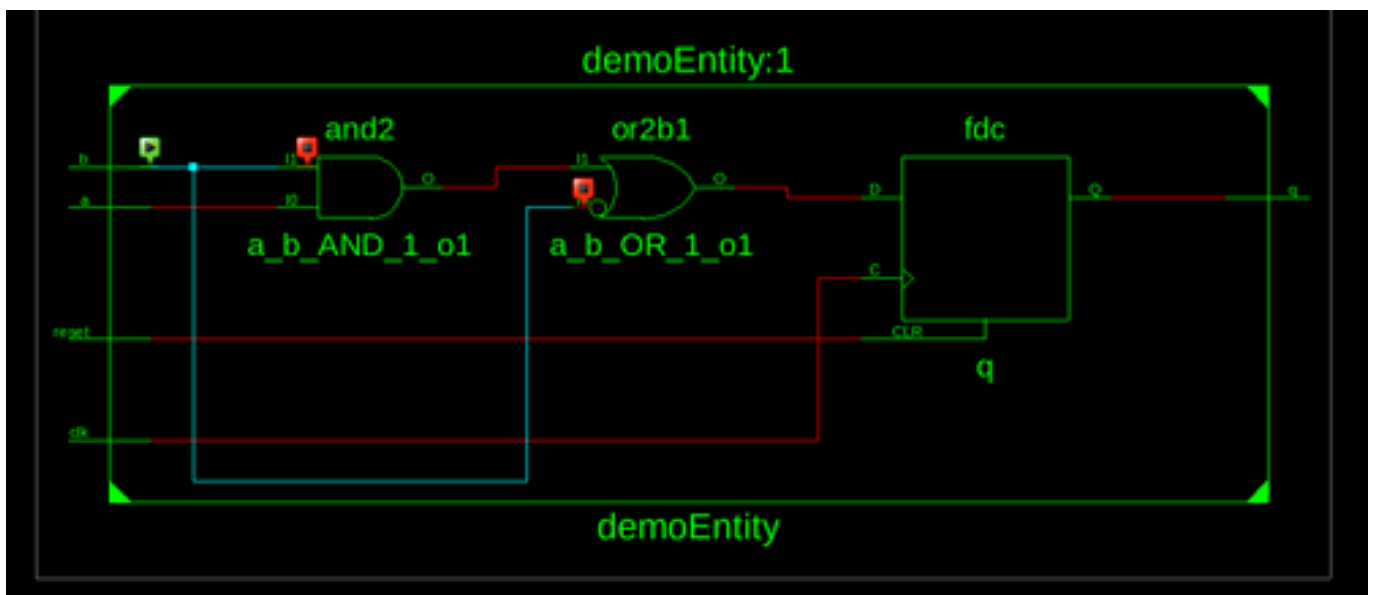 demoEntity:1
and2 or2b1 fdc
b I1 O I1 O D Q q
a I0
a_b_AND_1_o1 a_b_OR_1_o1
C
reset CLR
q
clk
demoEntity